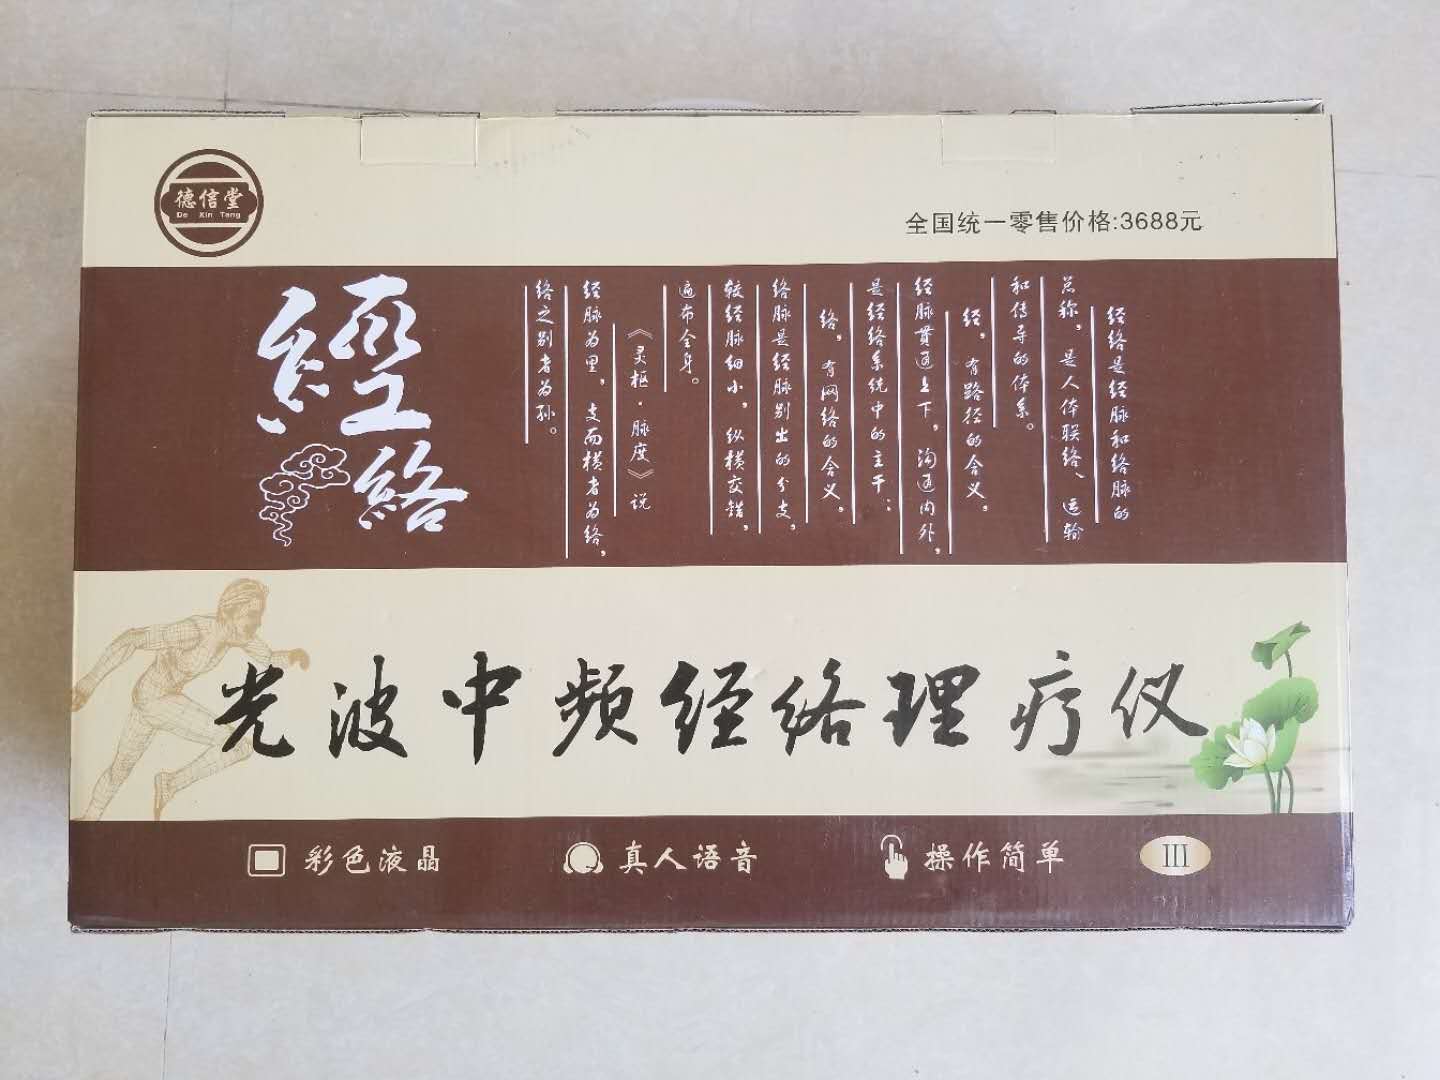 德信堂
De Xin Tang
全国统一零售价格:3688元
經絡
经络是经脉和络脉的
总称，是人体联络、运输
和传导的体系。
经，有路径的含义，
经脉贯通上下，沟通内外，
是经络系统中的主干；
络，有网络的含义，
络脉是经脉别出的分支，
较经脉细小，纵横交错，
遍布全身。
《灵枢·脉度》说
经脉为里，支而横者为络，
络之别者为孙。
光波中频经络理疗仪
彩色液晶
真人语音
操作简单
III